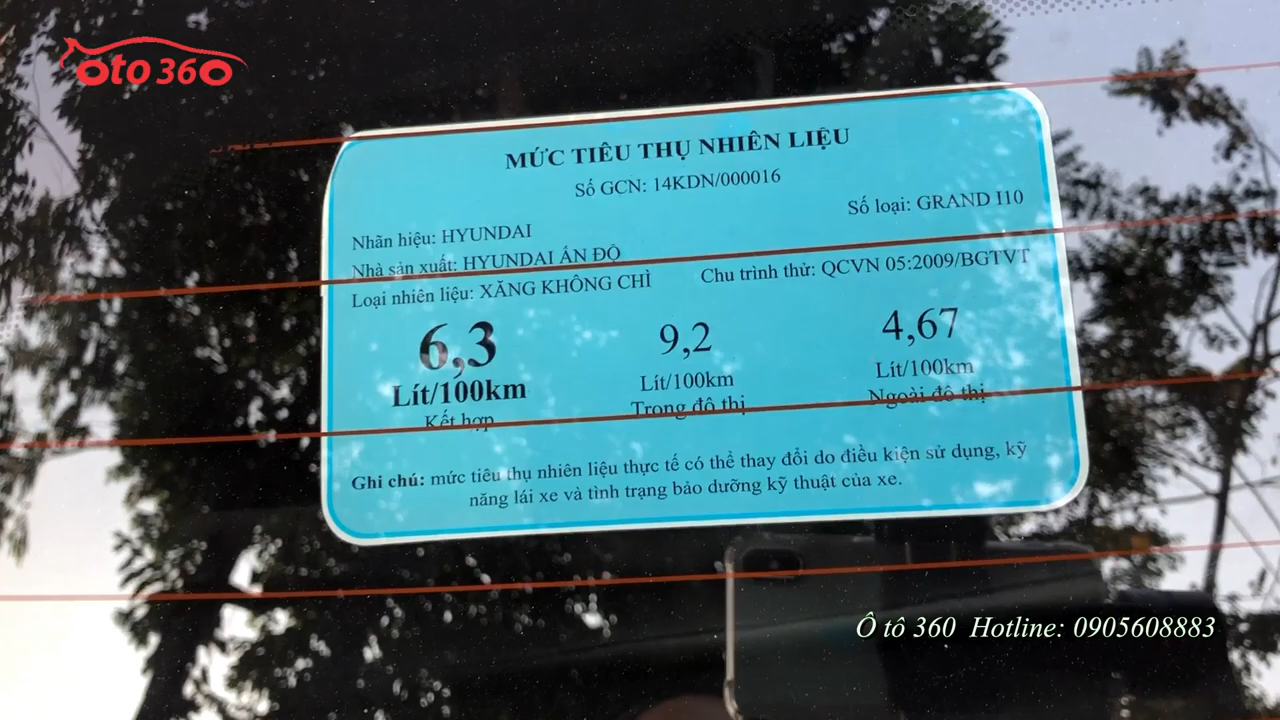 oto 360
MỨC TIÊU THỤ NHIÊN LIỆU
Số GCN: 14KDN/000016
Số loại: GRAND I10
Nhãn hiệu: HYUNDAI
Nhà sản xuất: HYUNDAI ẤN ĐỘ
Loại nhiên liệu: XĂNG KHÔNG CHÌ Chu trình thử: QCVN 05:2009/BGTVT
6,3 9,2 4,67
Lít/100km Lít/100km Lít/100km
Kết hợp Trong đô thị Ngoài đô thị
Ghi chú: mức tiêu thụ nhiên liệu thực tế có thể thay đổi do điều kiện sử dụng, kỹ
năng lái xe và tình trạng bảo dưỡng kỹ thuật của xe.
Ô tô 360 Hotline: 0905608883